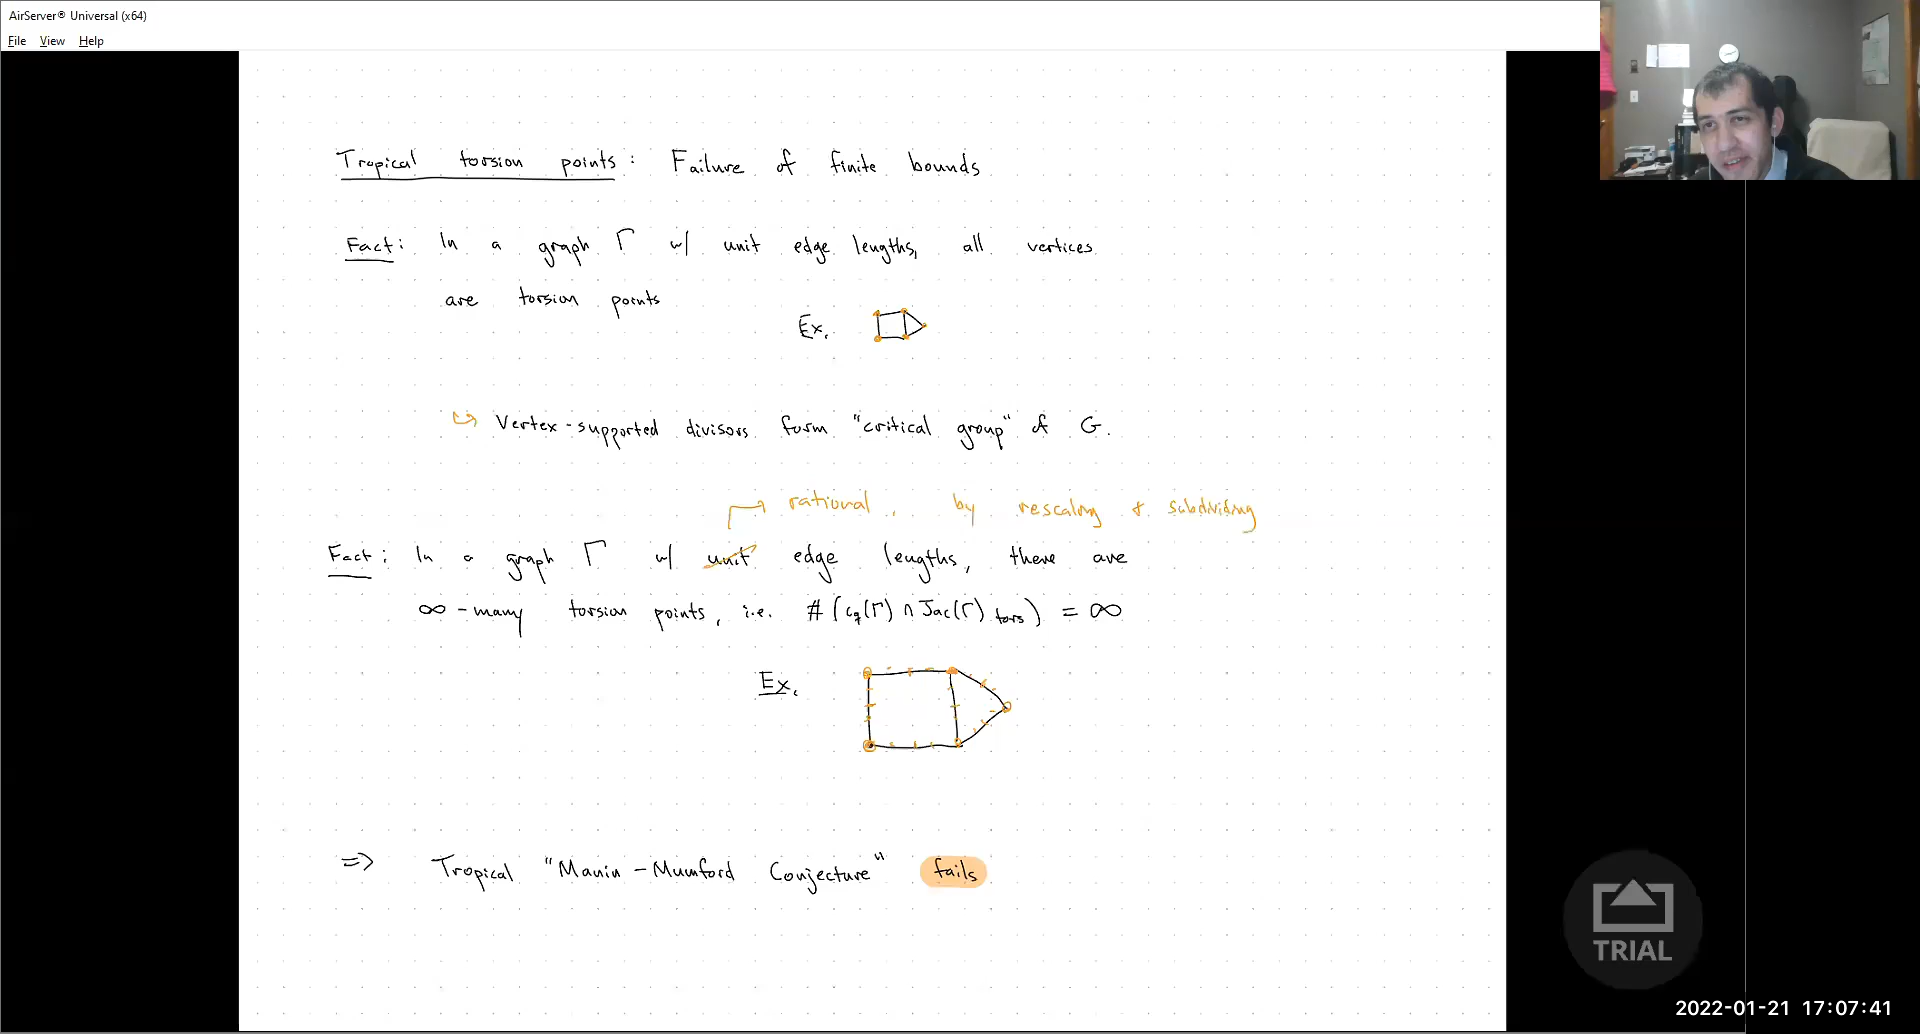 AirServer® Universal (x64)
File View Help
Tropical torsion points: Failure of finite bounds
Fact: In a graph Γ w/ unit edge lengths, all vertices
are torsion points
Ex.
↪ Vertex-supported divisors form "critical group" of G.
→ rational, by rescaling & subdividing
Fact: In a graph Γ w/ unit edge lengths, there are
∞-many torsion points, i.e. #(ι_q(Γ) ∩ Jac(Γ)_tors) = ∞
Ex.
=> Tropical "Manin-Mumford Conjecture" fails
TRIAL
2022-01-21 17:07:41